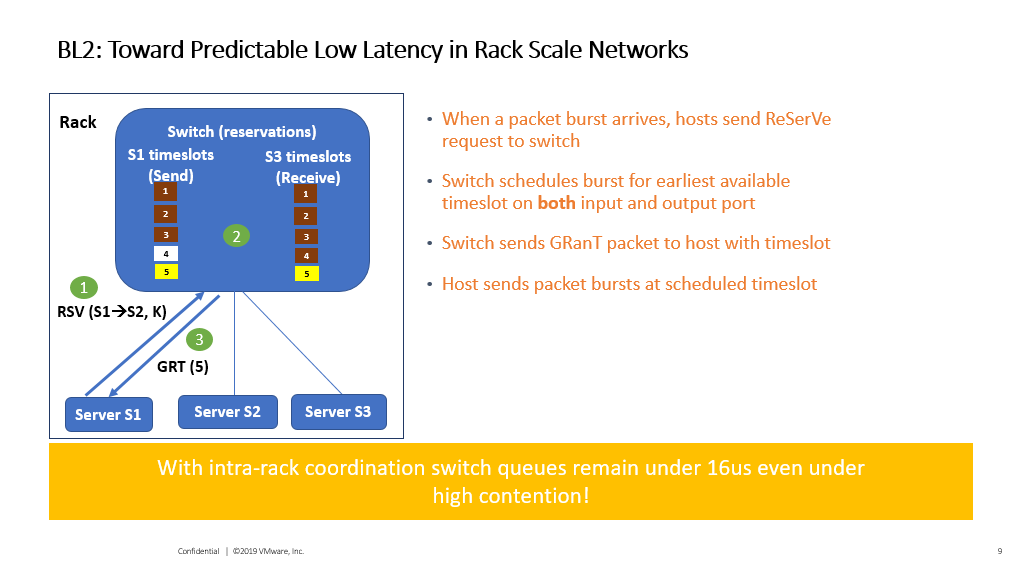 BL2: Toward Predictable Low Latency in Rack Scale Networks
Rack
Switch (reservations)
S1 timeslots
(Send)
S3 timeslots
(Receive)
1
2
3
4
5
1
2
3
4
5
2
1
RSV (S1→S2, K)
3
GRT (5)
Server S1
Server S2
Server S3
• When a packet burst arrives, hosts send ReSerVe
request to switch
• Switch schedules burst for earliest available
timeslot on both input and output port
• Switch sends GRanT packet to host with timeslot
• Host sends packet bursts at scheduled timeslot
With intra-rack coordination switch queues remain under 16us even under
high contention!
Confidential | ©2019 VMware, Inc.
9